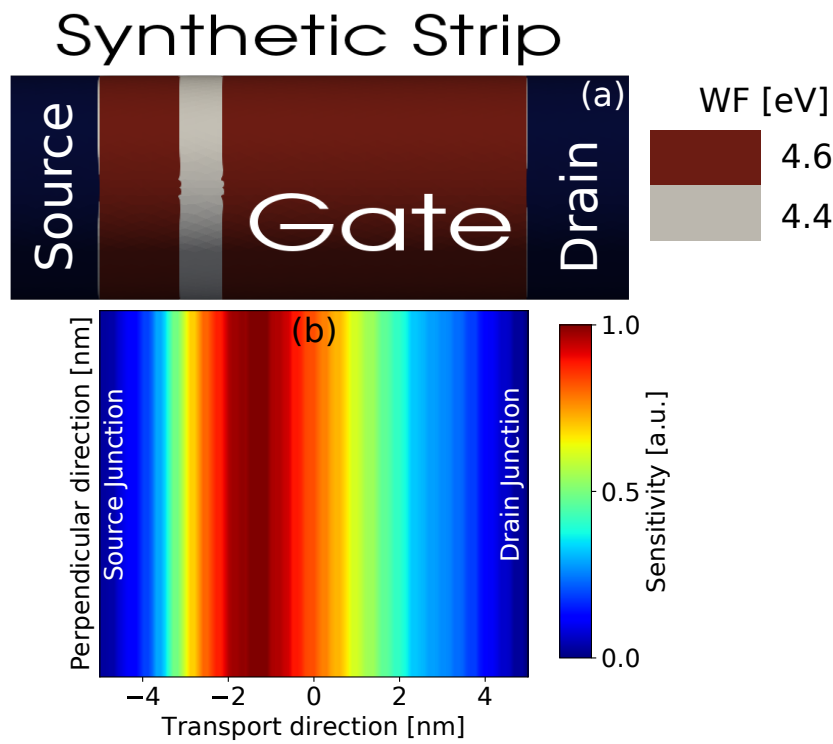 Synthetic Strip
Source
(a)
Gate
Drain
WF [eV]
4.6
4.4
(b)
Perpendicular direction [nm]
Source Junction
Drain Junction
−4 −2 0 2 4
Transport direction [nm]
1.0
0.5
0.0
Sensitivity [a.u.]